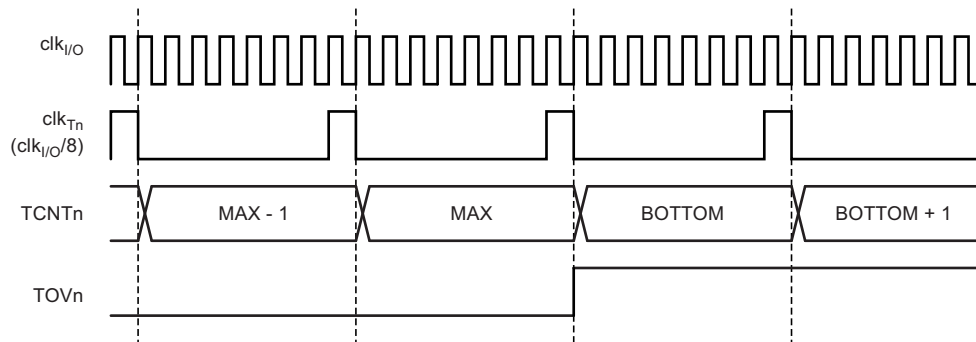 clkI/O
clkTn
(clkI/O/8)
TCNTn MAX - 1 MAX BOTTOM BOTTOM + 1
TOVn